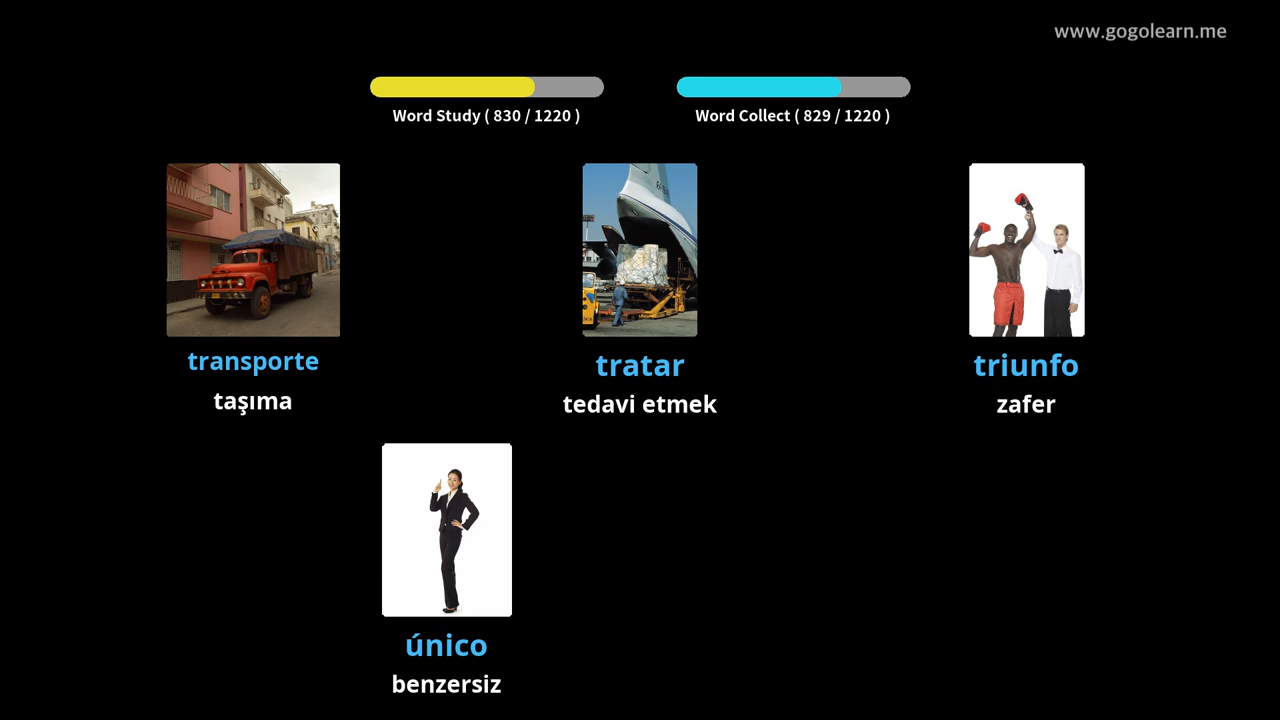 www.gogolearn.me
Word Study ( 830 / 1220 )
Word Collect ( 829 / 1220 )
transporte
taşıma
tratar
tedavi etmek
triunfo
zafer
único
benzersiz